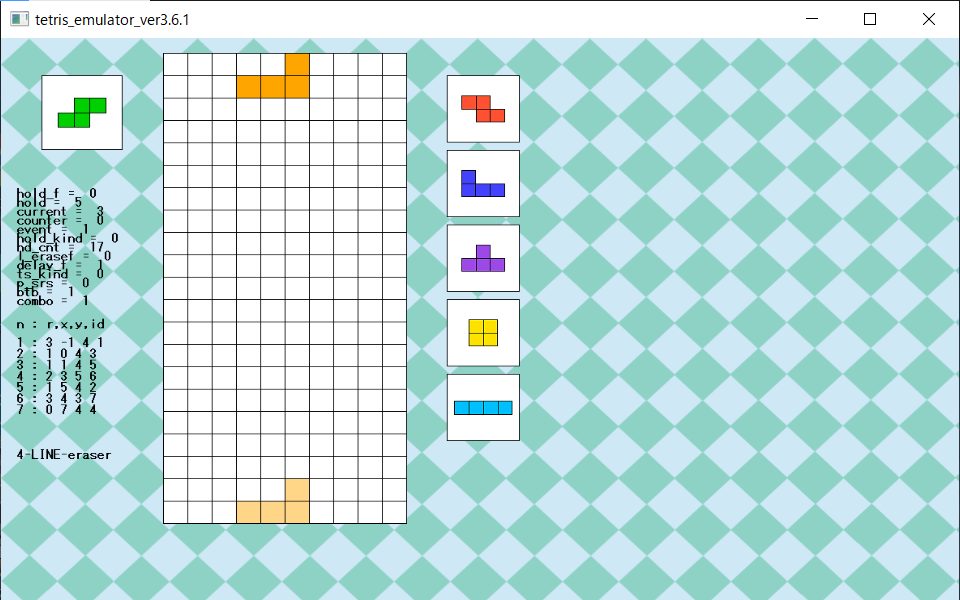 tetris_emulator_ver3.6.1
hold_f = 0
hold = 5
current = 3
counter = 0
event = 1
hold_kind = 0
hd_cnt = 17
l_erasef = 0
delay_f = 1
ts_kind = 0
p_srs = 0
btb = 1
combo = 1
n : r,x,y,id
1 : 3 -1 4 1
2 : 1 0 4 3
3 : 1 1 4 5
4 : 2 3 5 6
5 : 1 5 4 2
6 : 3 4 3 7
7 : 0 7 4 4
4-LINE-eraser